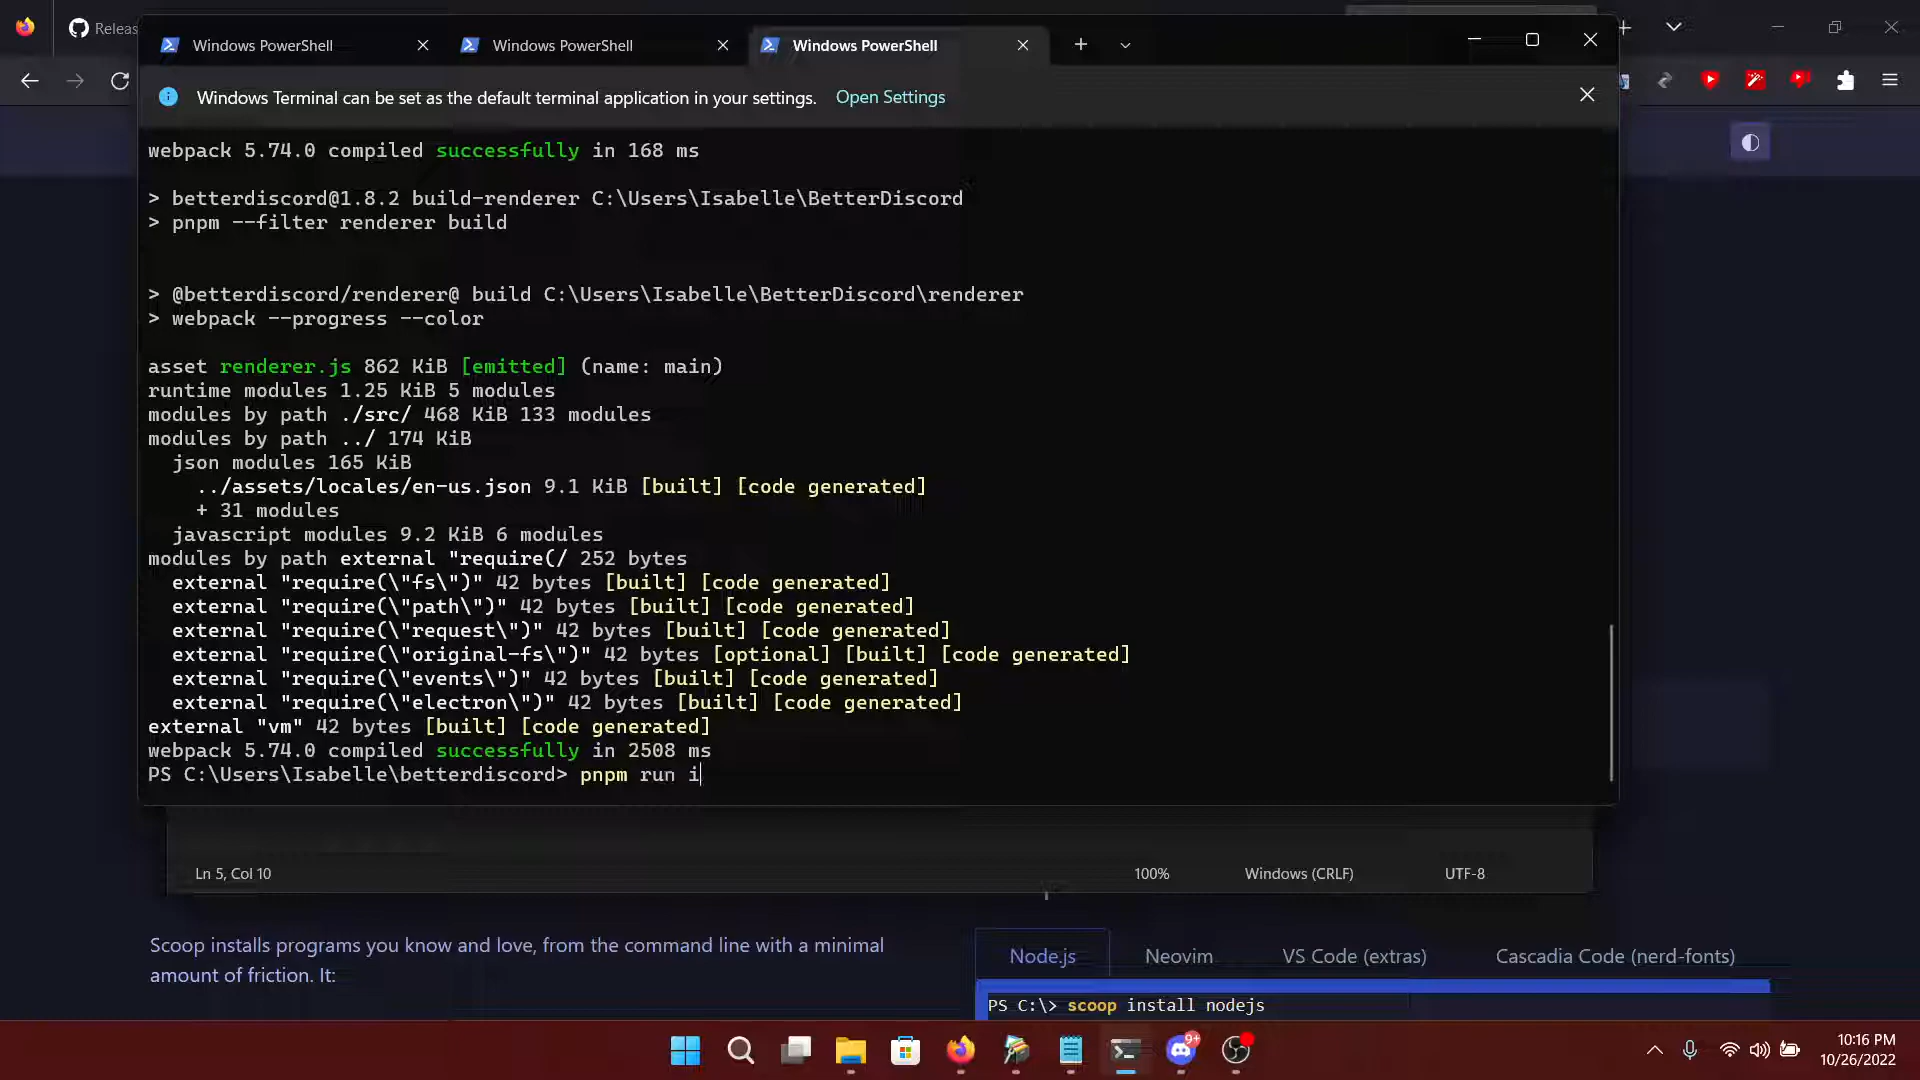 Releas
Windows PowerShell
Windows PowerShell
Windows PowerShell
Windows Terminal can be set as the default terminal application in your settings. Open Settings
webpack 5.74.0 compiled successfully in 168 ms
> betterdiscord@1.8.2 build-renderer C:\Users\Isabelle\BetterDiscord
> pnpm --filter renderer build
> @betterdiscord/renderer@ build C:\Users\Isabelle\BetterDiscord\renderer
> webpack --progress --color
asset renderer.js 862 KiB [emitted] (name: main)
runtime modules 1.25 KiB 5 modules
modules by path ./src/ 468 KiB 133 modules
modules by path ../ 174 KiB
json modules 165 KiB
../assets/locales/en-us.json 9.1 KiB [built] [code generated]
+ 31 modules
javascript modules 9.2 KiB 6 modules
modules by path external "require(/ 252 bytes
external "require(\"fs\")" 42 bytes [built] [code generated]
external "require(\"path\")" 42 bytes [built] [code generated]
external "require(\"request\")" 42 bytes [built] [code generated]
external "require(\"original-fs\")" 42 bytes [optional] [built] [code generated]
external "require(\"events\")" 42 bytes [built] [code generated]
external "require(\"electron\")" 42 bytes [built] [code generated]
external "vm" 42 bytes [built] [code generated]
webpack 5.74.0 compiled successfully in 2508 ms
PS C:\Users\Isabelle\betterdiscord> pnpm run i
Ln 5, Col 10
100%
Windows (CRLF)
UTF-8
Scoop installs programs you know and love, from the command line with a minimal
amount of friction. It:
Node.js
Neovim
VS Code (extras)
Cascadia Code (nerd-fonts)
PS C:\> scoop install nodejs
9+
10:16 PM
10/26/2022